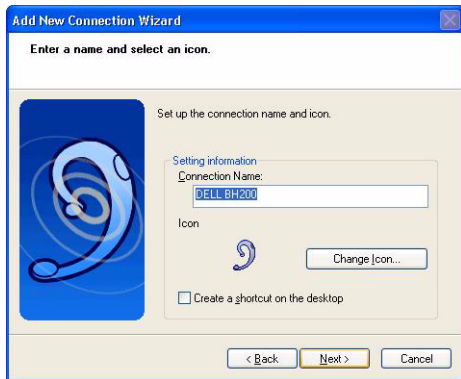 Add New Connection Wizard
Enter a name and select an icon.
Set up the connection name and icon.
Setting information
Connection Name:
DELL BH200
Icon
Change Icon...
Create a shortcut on the desktop
< Back Next > Cancel